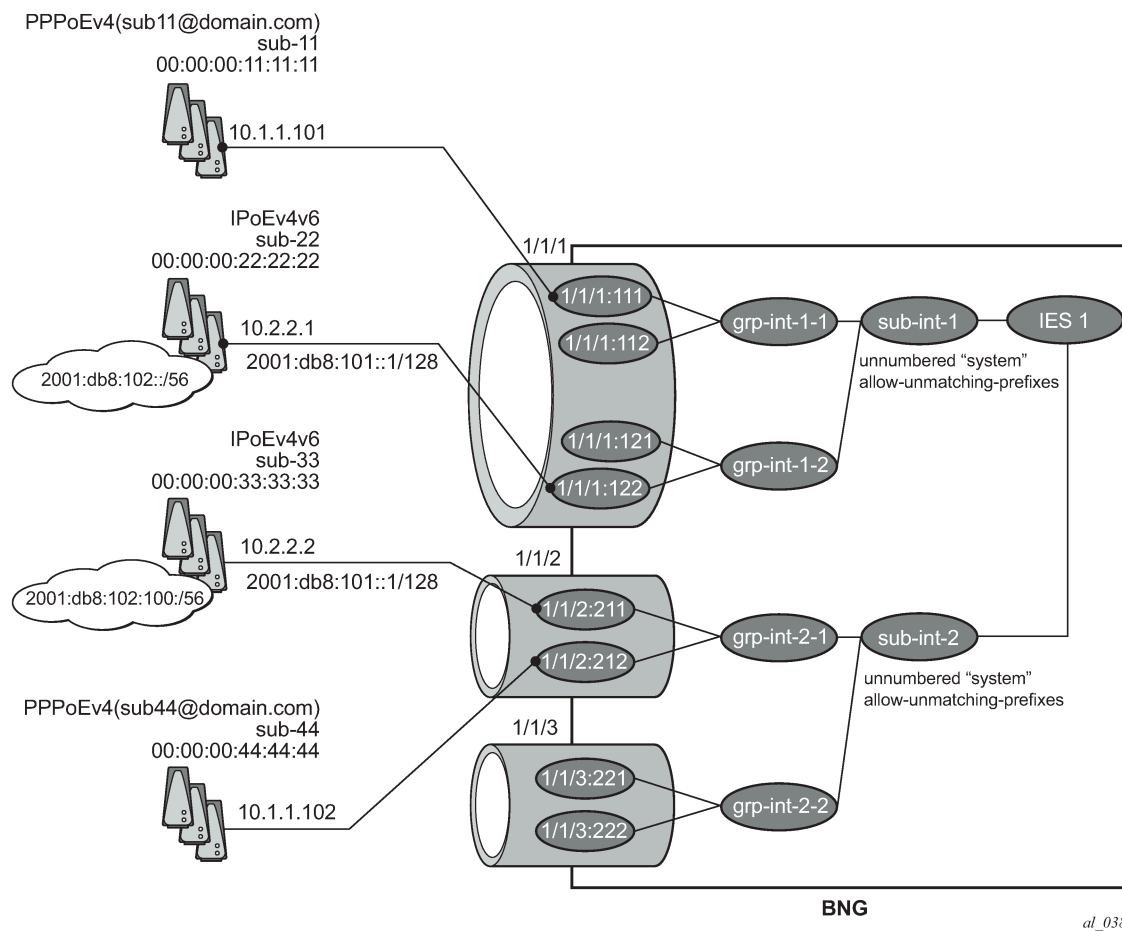 PPPoEv4(sub11@domain.com)
sub-11
00:00:00:11:11:11
10.1.1.101
IPoEv4v6
sub-22
00:00:00:22:22:22
10.2.2.1
2001:db8:101::1/128
2001:db8:102::/56
IPoEv4v6
sub-33
00:00:00:33:33:33
10.2.2.2
2001:db8:101::1/128
2001:db8:102:100:/56
PPPoEv4(sub44@domain.com)
sub-44
00:00:00:44:44:44
10.1.1.102
1/1/1
1/1/1:111
1/1/1:112
1/1/1:121
1/1/1:122
1/1/2
1/1/2:211
1/1/2:212
1/1/3
1/1/3:221
1/1/3:222
grp-int-1-1
grp-int-1-2
grp-int-2-1
grp-int-2-2
sub-int-1
unnumbered “system”
allow-unmatching-prefixes
IES 1
sub-int-2
unnumbered “system”
allow-unmatching-prefixes
BNG